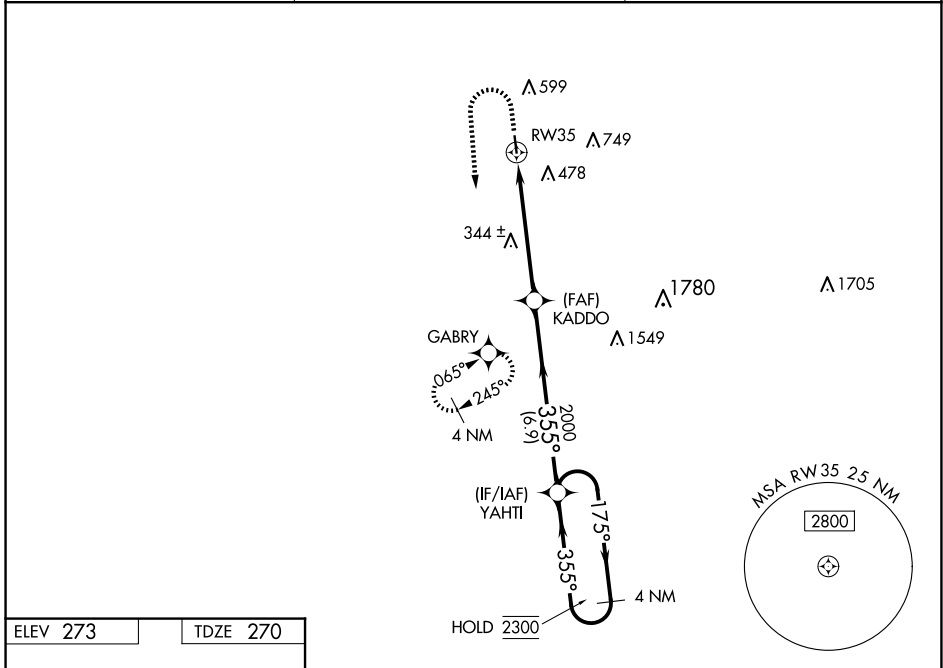 599
RW35
749
478
344 ±
(FAF)
KADDO
1780
1705
1549
GABRY
065°
245°
4 NM
2000
355°
(6.9)
(IF/IAF)
YAHTI
175°
355°
4 NM
HOLD 2300
MSA RW35 25 NM
2800
ELEV 273
TDZE 270